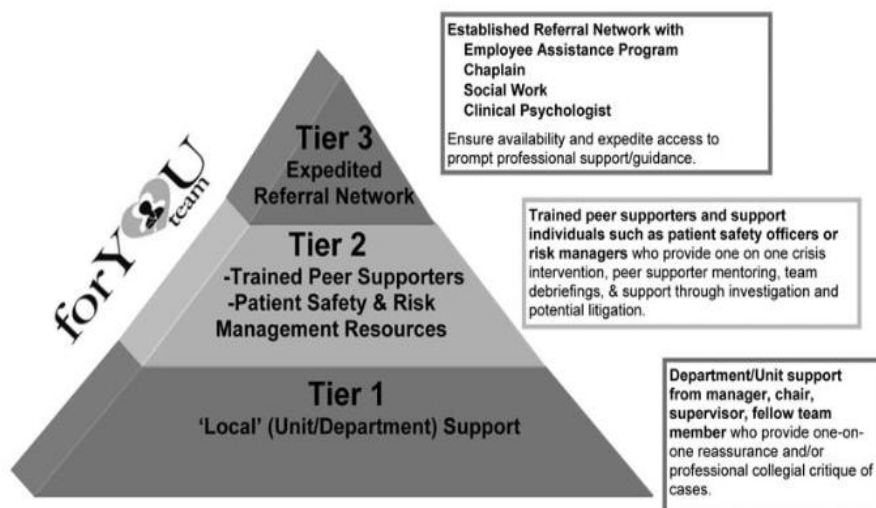 Established Referral Network with
Employee Assistance Program
Chaplain
Social Work
Clinical Psychologist
Ensure availability and expedite access to
prompt professional support/guidance.
Tier 3
Expedited
Referral Network
forYOU
team
Trained peer supporters and support
individuals such as patient safety officers or
risk managers who provide one on one crisis
intervention, peer supporter mentoring, team
debriefings, & support through investigation and
potential litigation.
Tier 2
-Trained Peer Supporters
-Patient Safety & Risk
Management Resources
Department/Unit support
from manager, chair,
supervisor, fellow team
member who provide one-on-
one reassurance and/or
professional collegial critique of
cases.
Tier 1
'Local' (Unit/Department) Support